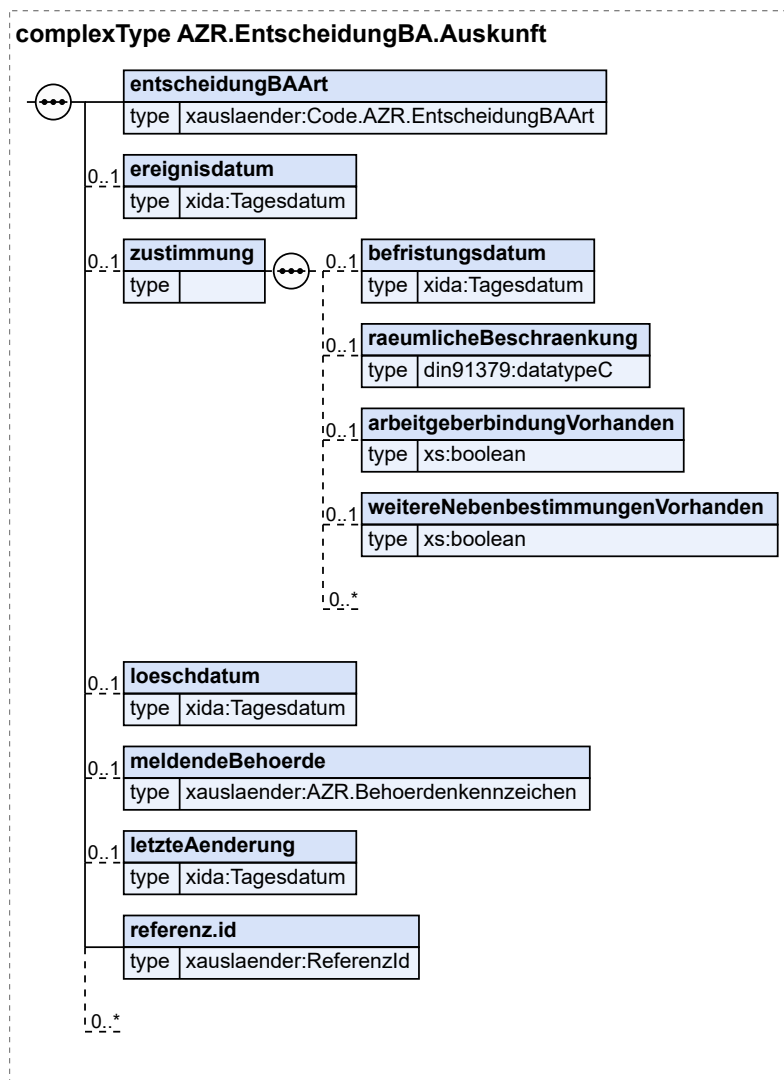 complexType AZR.EntscheidungBA.Auskunft
entscheidungBAArt
type xauslaender:Code.AZR.EntscheidungBAArt
0..1 ereignisdatum
type xida:Tagesdatum
0..1 zustimmung
type
0..1 befristungsdatum
type xida:Tagesdatum
0..1 raeumlicheBeschraenkung
type din91379:datatypeC
0..1 arbeitgeberbindungVorhanden
type xs:boolean
0..1 weitereNebenbestimmungenVorhanden
type xs:boolean
0..*
0..1 loeschdatum
type xida:Tagesdatum
0..1 meldendeBehoerde
type xauslaender:AZR.Behoerdenkennzeichen
0..1 letzteAenderung
type xida:Tagesdatum
referenz.id
type xauslaender:ReferenzId
0..*